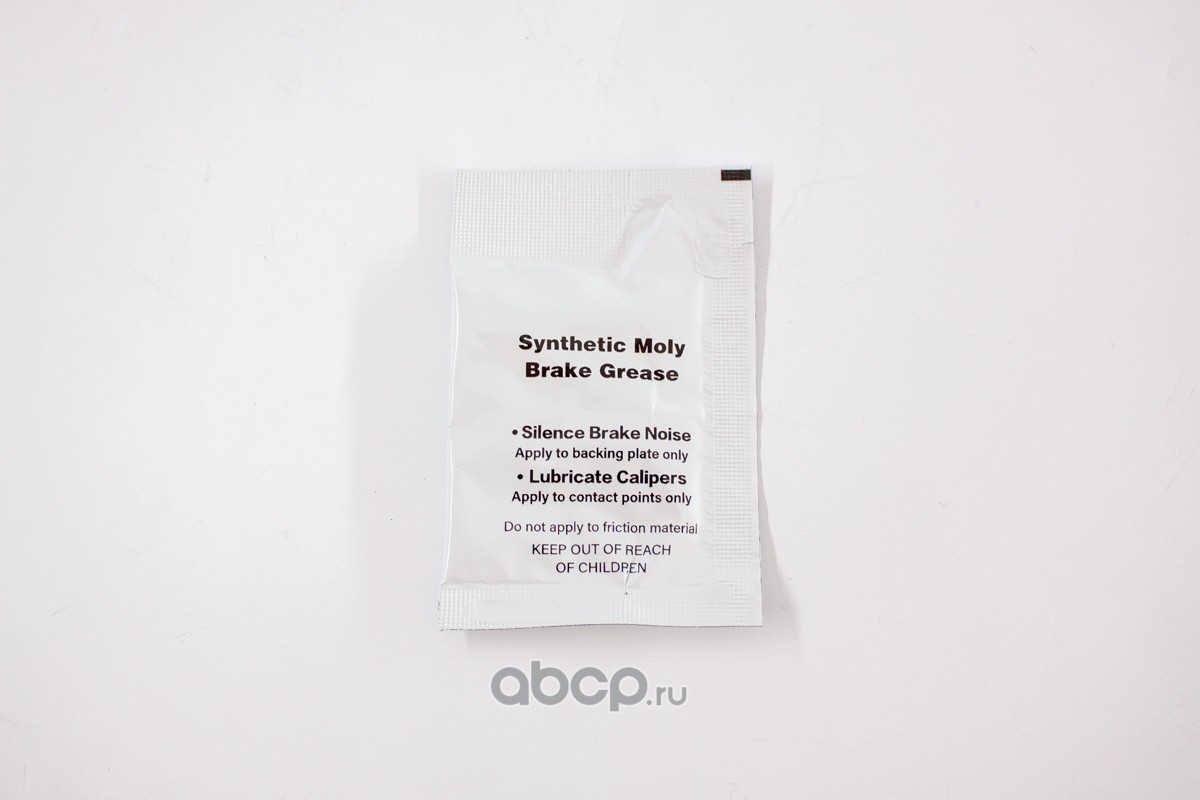 Synthetic Moly
Brake Grease
• Silence Brake Noise
Apply to backing plate only
• Lubricate Calipers
Apply to contact points only
Do not apply to friction material
KEEP OUT OF REACH
OF CHILDREN
abcp.ru